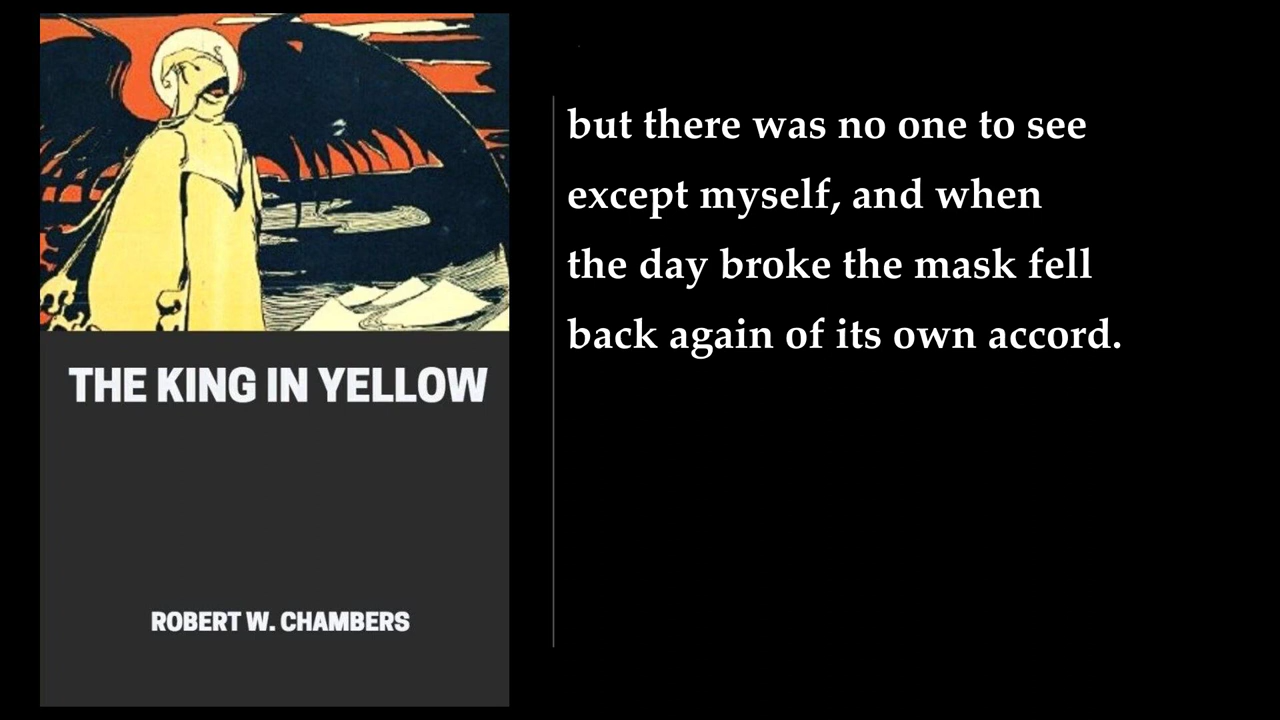 THE KING IN YELLOW
ROBERT W. CHAMBERS
but there was no one to see
except myself, and when
the day broke the mask fell
back again of its own accord.